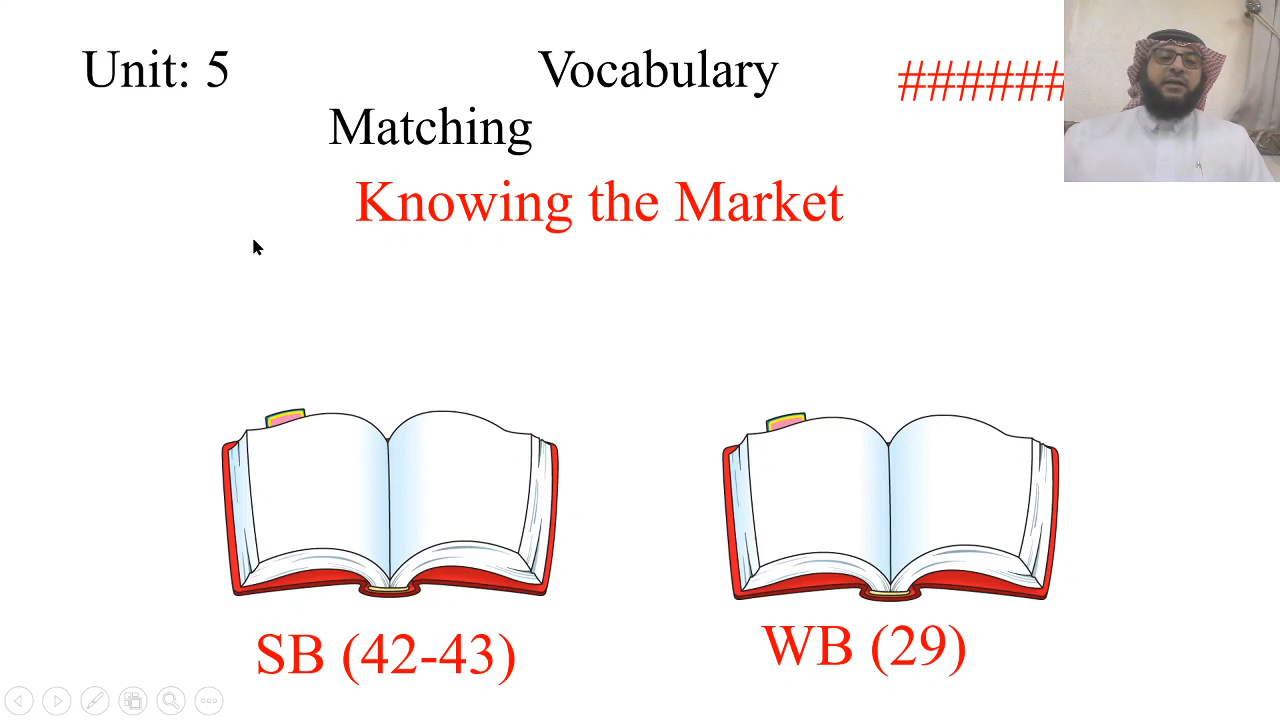 Unit: 5 Vocabulary ######
Matching
Knowing the Market
SB (42-43)
WB (29)